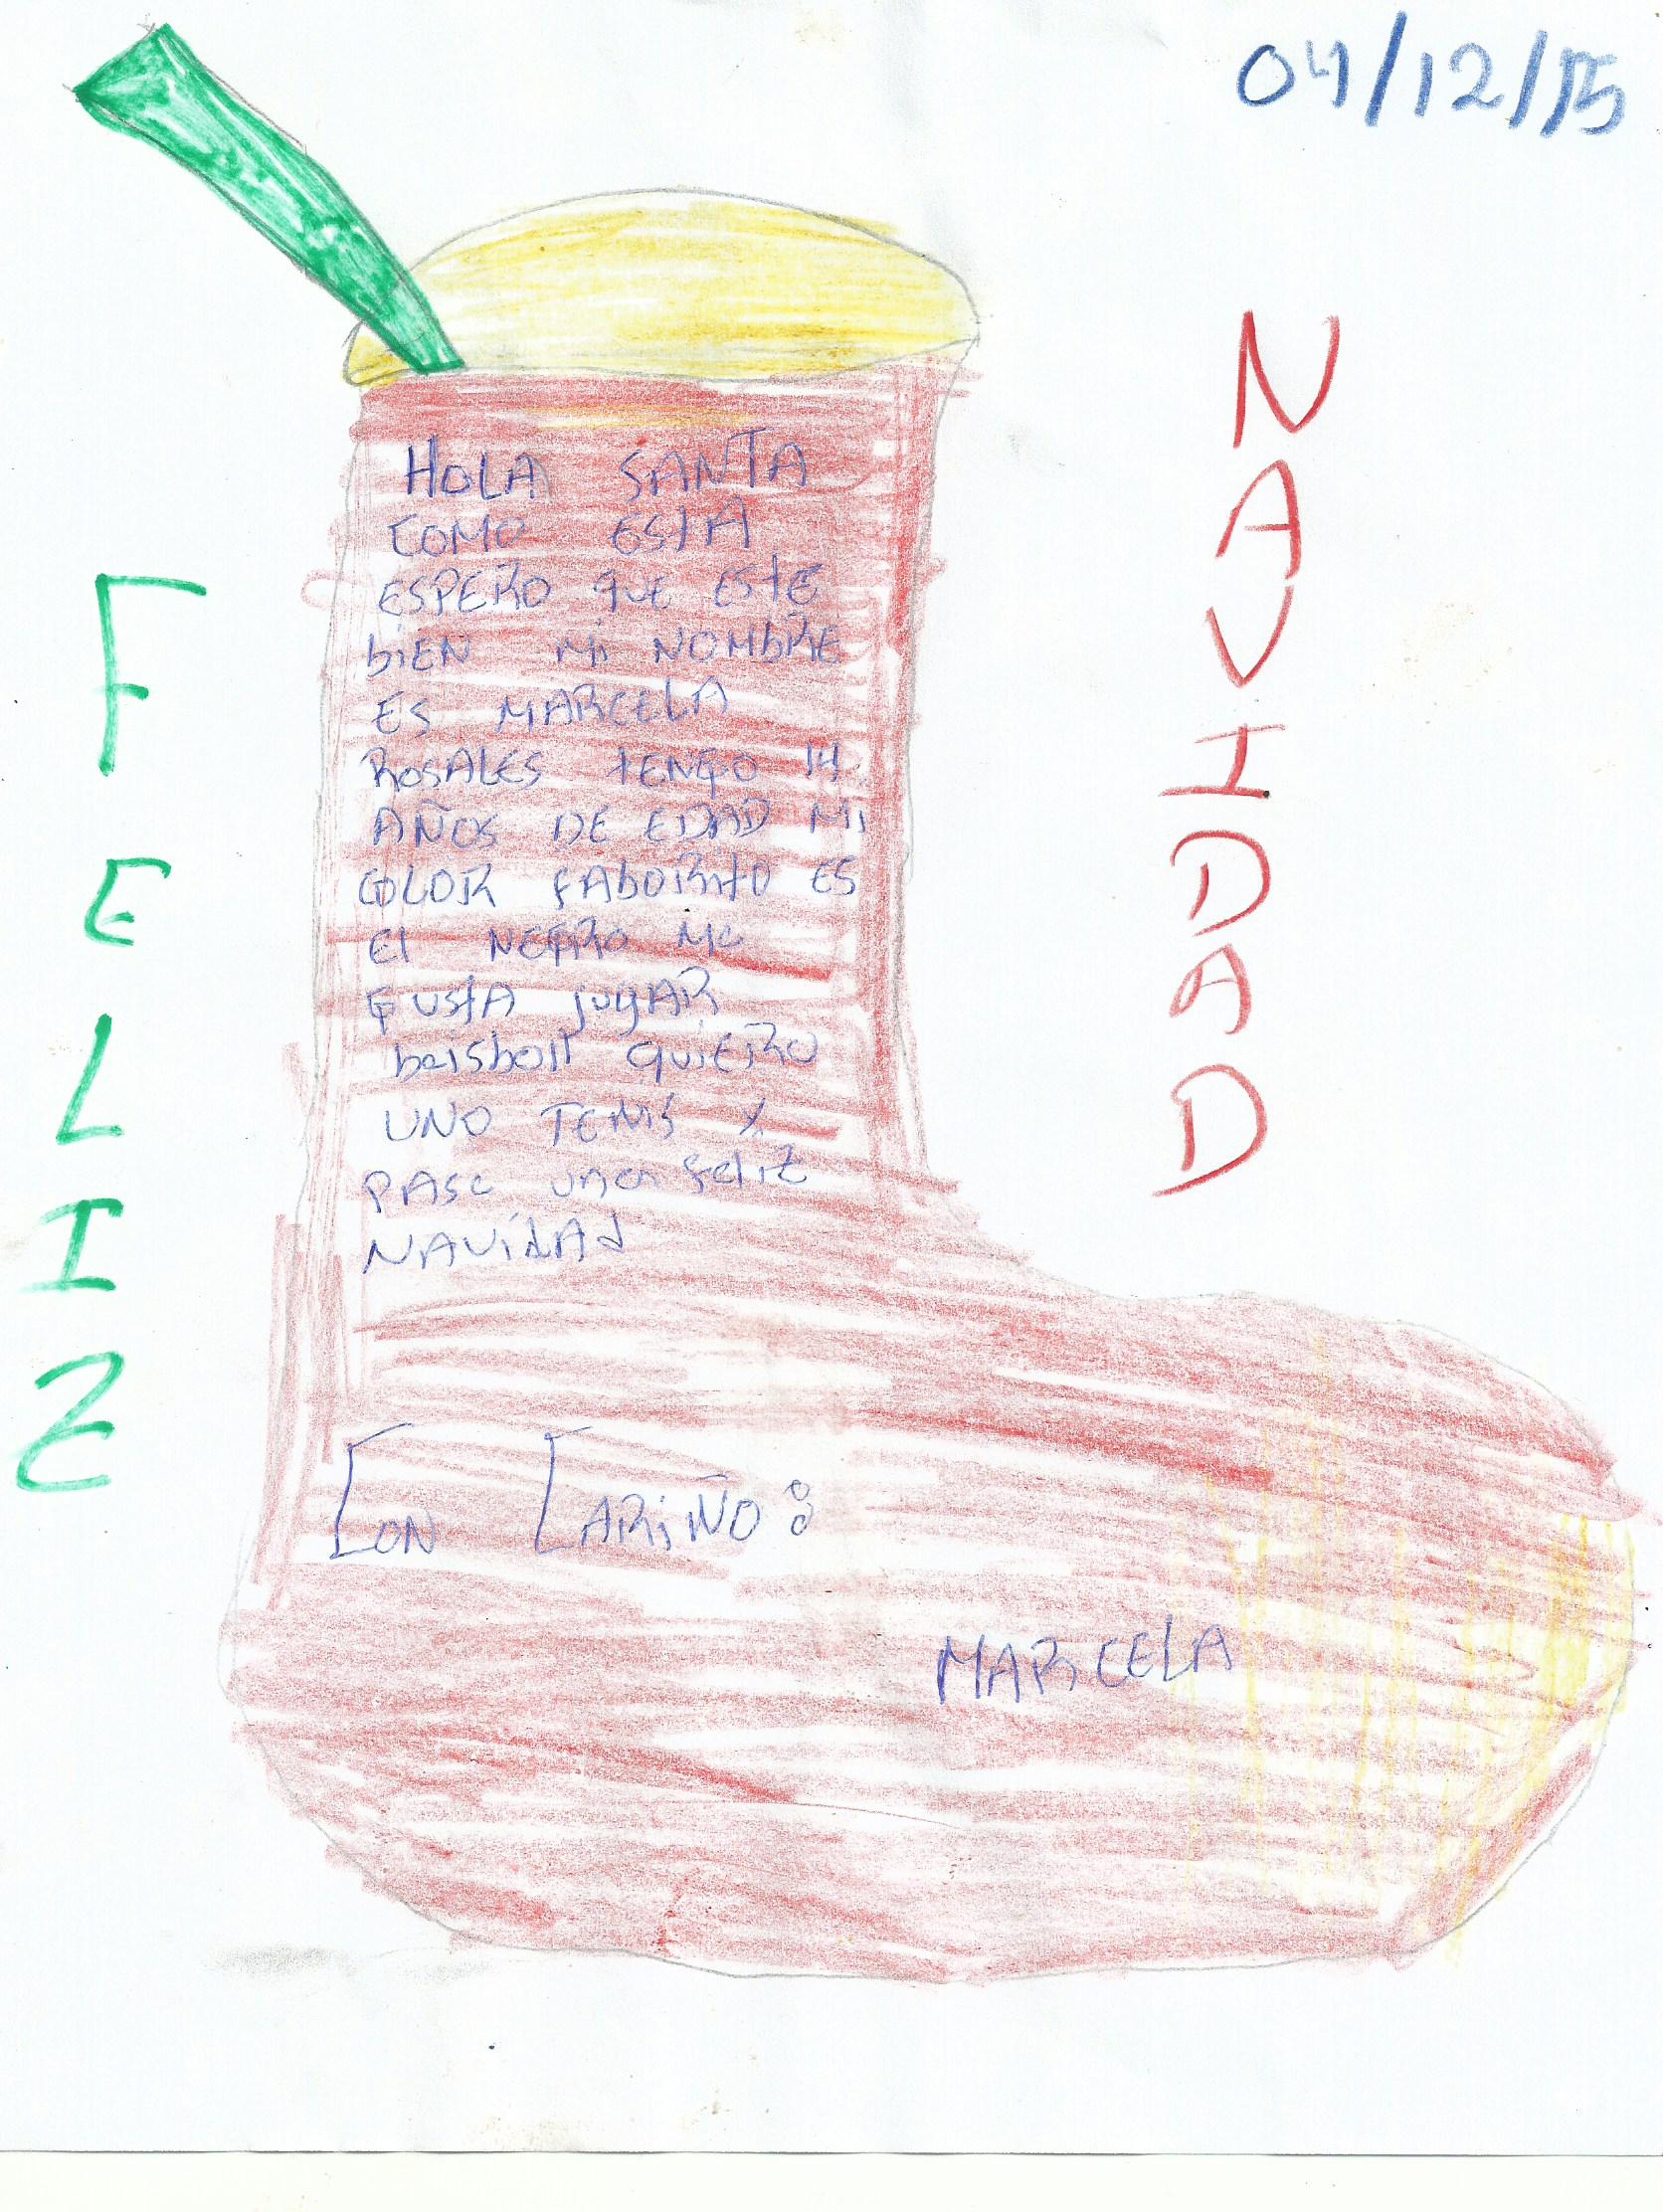 04/12/15
FELIZ
NAVIDAD
HOLA SANTA
COMO ESTA
ESPERO QUE ESTE
biEN Mi NOMbRE
ES MARCELA
ROSALES tENGO 14
AÑOS DE EDAD Mi
COLOR fAbORitO ES
El NEGRO Me
GUStA jugAR
beisboll quiERO
UNO TENiS y
PASe una feliz
NAVidAd
CON CARiÑO:
MARCELA